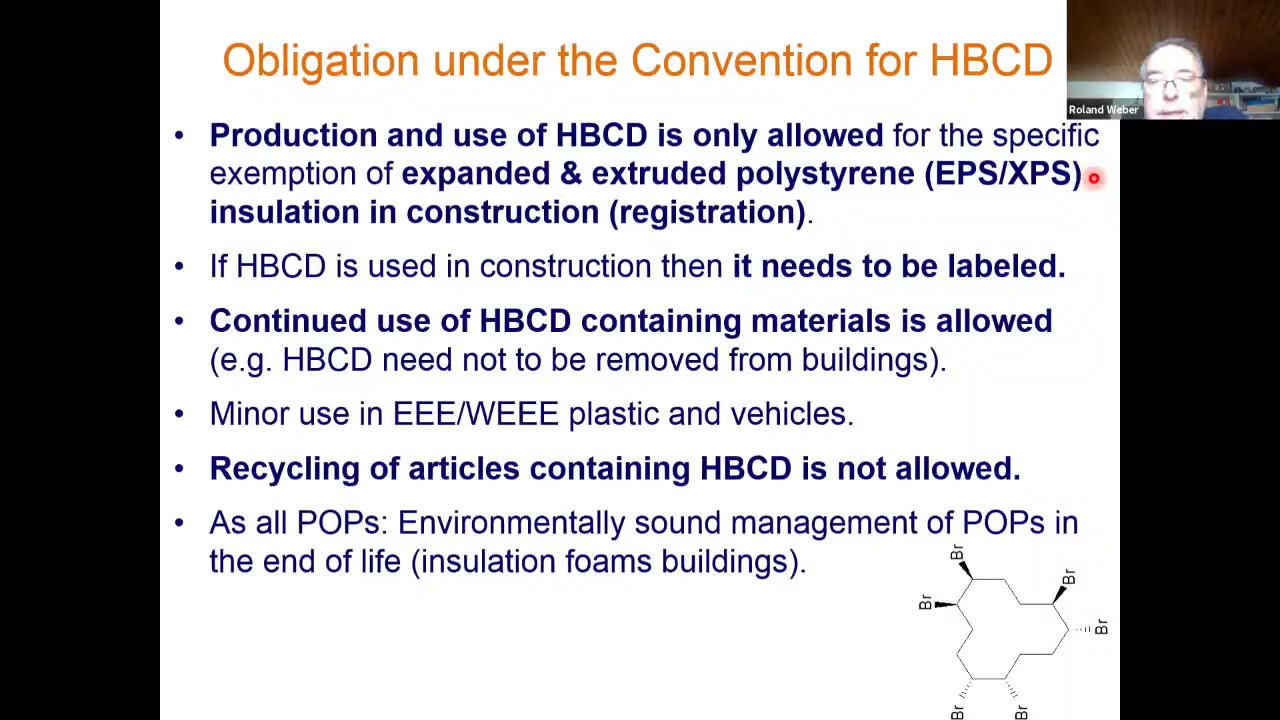 Obligation under the Convention for HBCD
Roland Weber
• Production and use of HBCD is only allowed for the specific
exemption of expanded & extruded polystyrene (EPS/XPS)
insulation in construction (registration).
• If HBCD is used in construction then it needs to be labeled.
• Continued use of HBCD containing materials is allowed
(e.g. HBCD need not to be removed from buildings).
• Minor use in EEE/WEEE plastic and vehicles.
• Recycling of articles containing HBCD is not allowed.
• As all POPs: Environmentally sound management of POPs in
the end of life (insulation foams buildings).
Br
Br
Br
Br
Br
Br